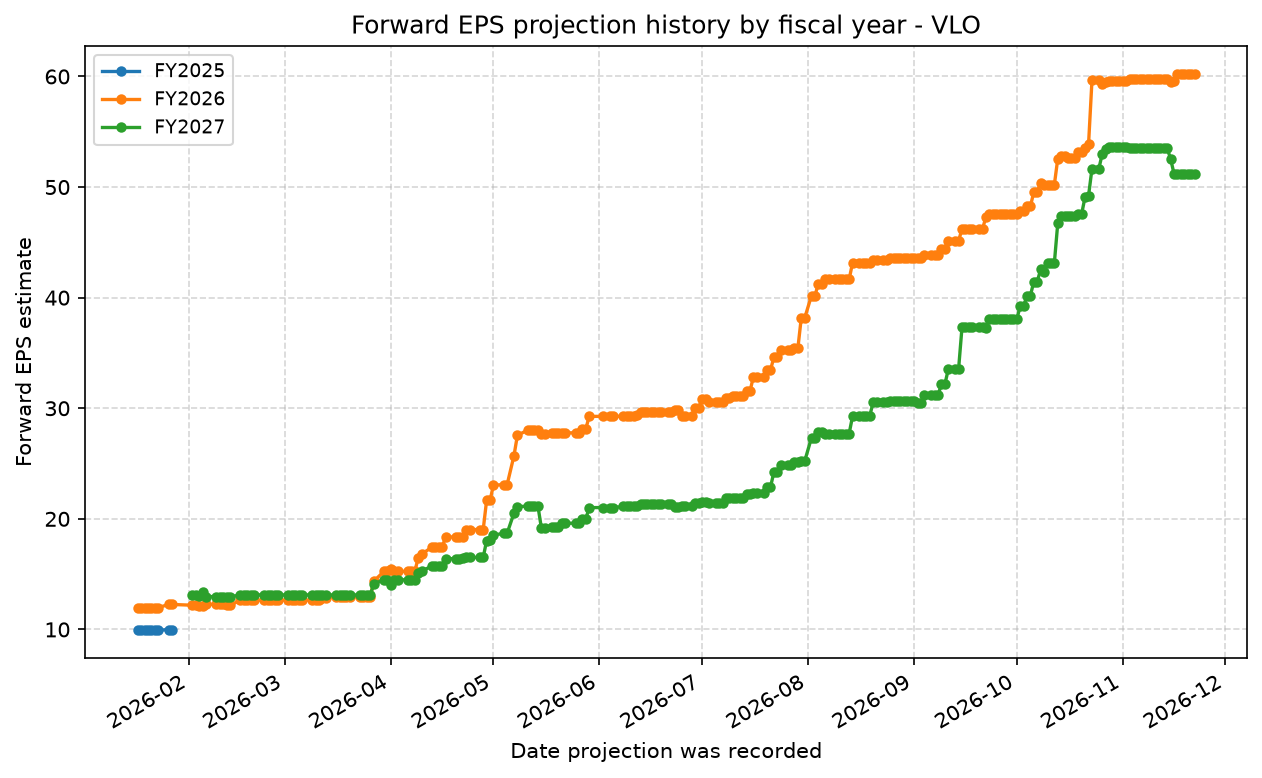 Forward EPS projection history by fiscal year - VLO
FY2025
FY2026
FY2027
Forward EPS estimate
60
50
40
30
20
10
2026-02
2026-03
2026-04
2026-05
2026-06
2026-07
2026-08
2026-09
2026-10
2026-11
2026-12
Date projection was recorded